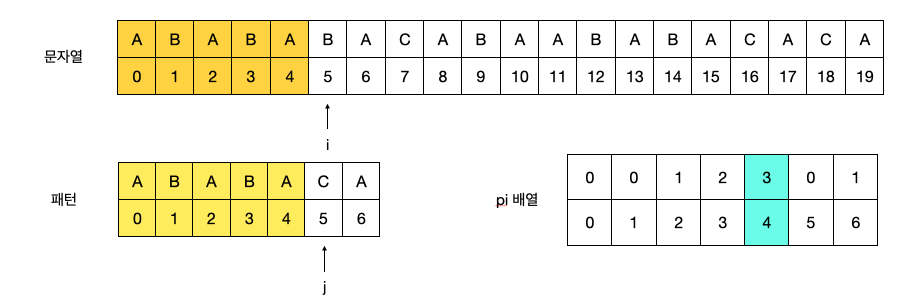 문자열
A B A B A B A C A B A A B A B A C A C A
0 1 2 3 4 5 6 7 8 9 10 11 12 13 14 15 16 17 18 19
i
패턴
A B A B A C A
0 1 2 3 4 5 6
j
pi 배열
0 0 1 2 3 0 1
0 1 2 3 4 5 6